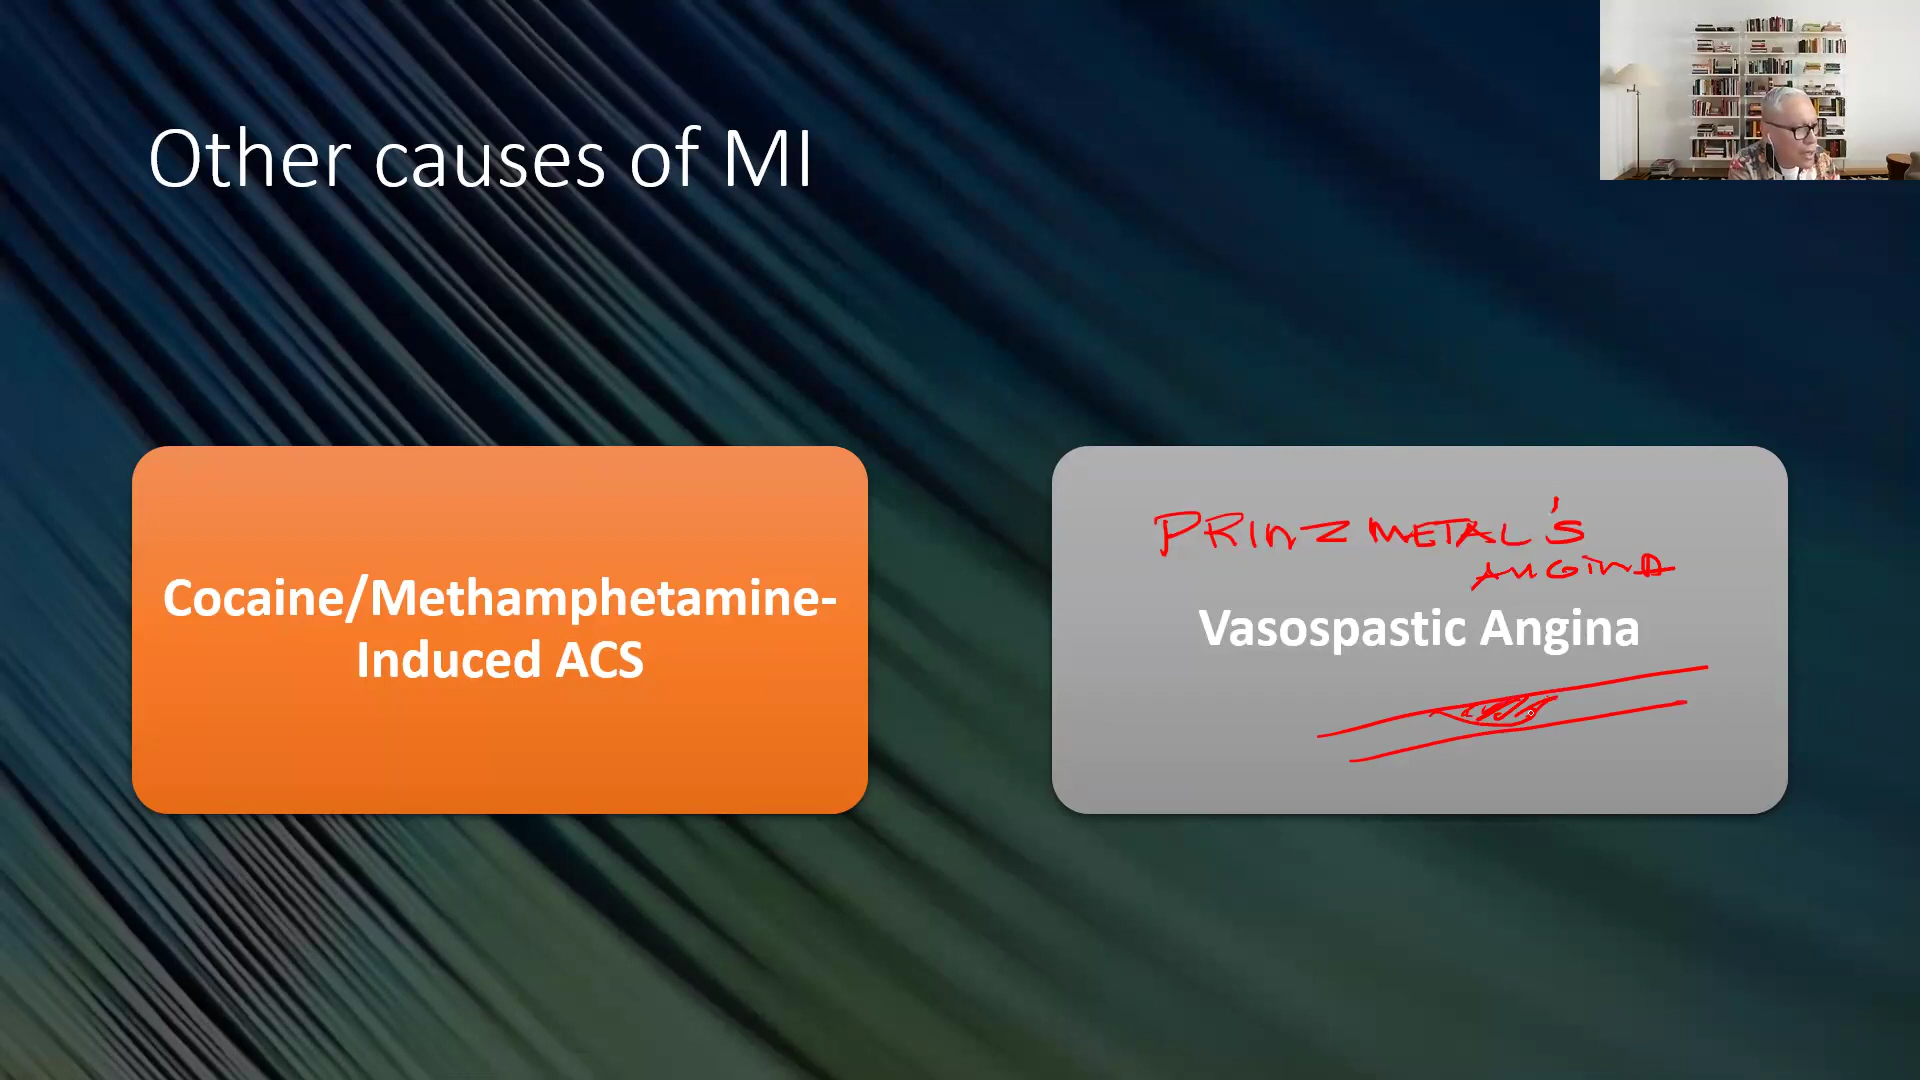 Other causes of MI
Cocaine/Methamphetamine-
Induced ACS
PRINZMETAL'S
ANGINA
Vasospastic Angina